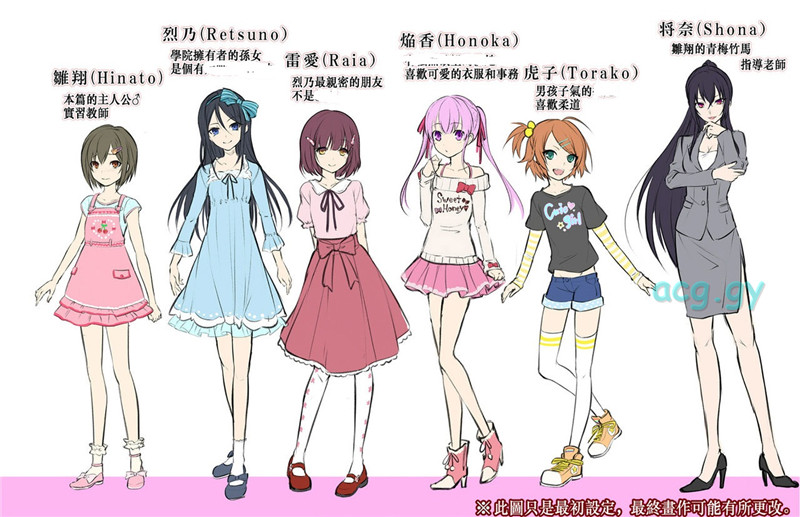 雛翔(Hinato)
本篇的主人公♂
實習教師
烈乃(Retsuno)
學院擁有者的孫女
是個有
雷愛(Raia)
烈乃最親密的朋友
不是
焔香(Honoka)
喜歡可愛的衣服和事務
虎子(Torako)
男孩子氣的
喜歡柔道
将奈(Shona)
雛翔的青梅竹馬
指導老師
Sweet
Honey
Cute
girl
acg.gy
※此圖只是最初設定，最終畫作可能有所更改。